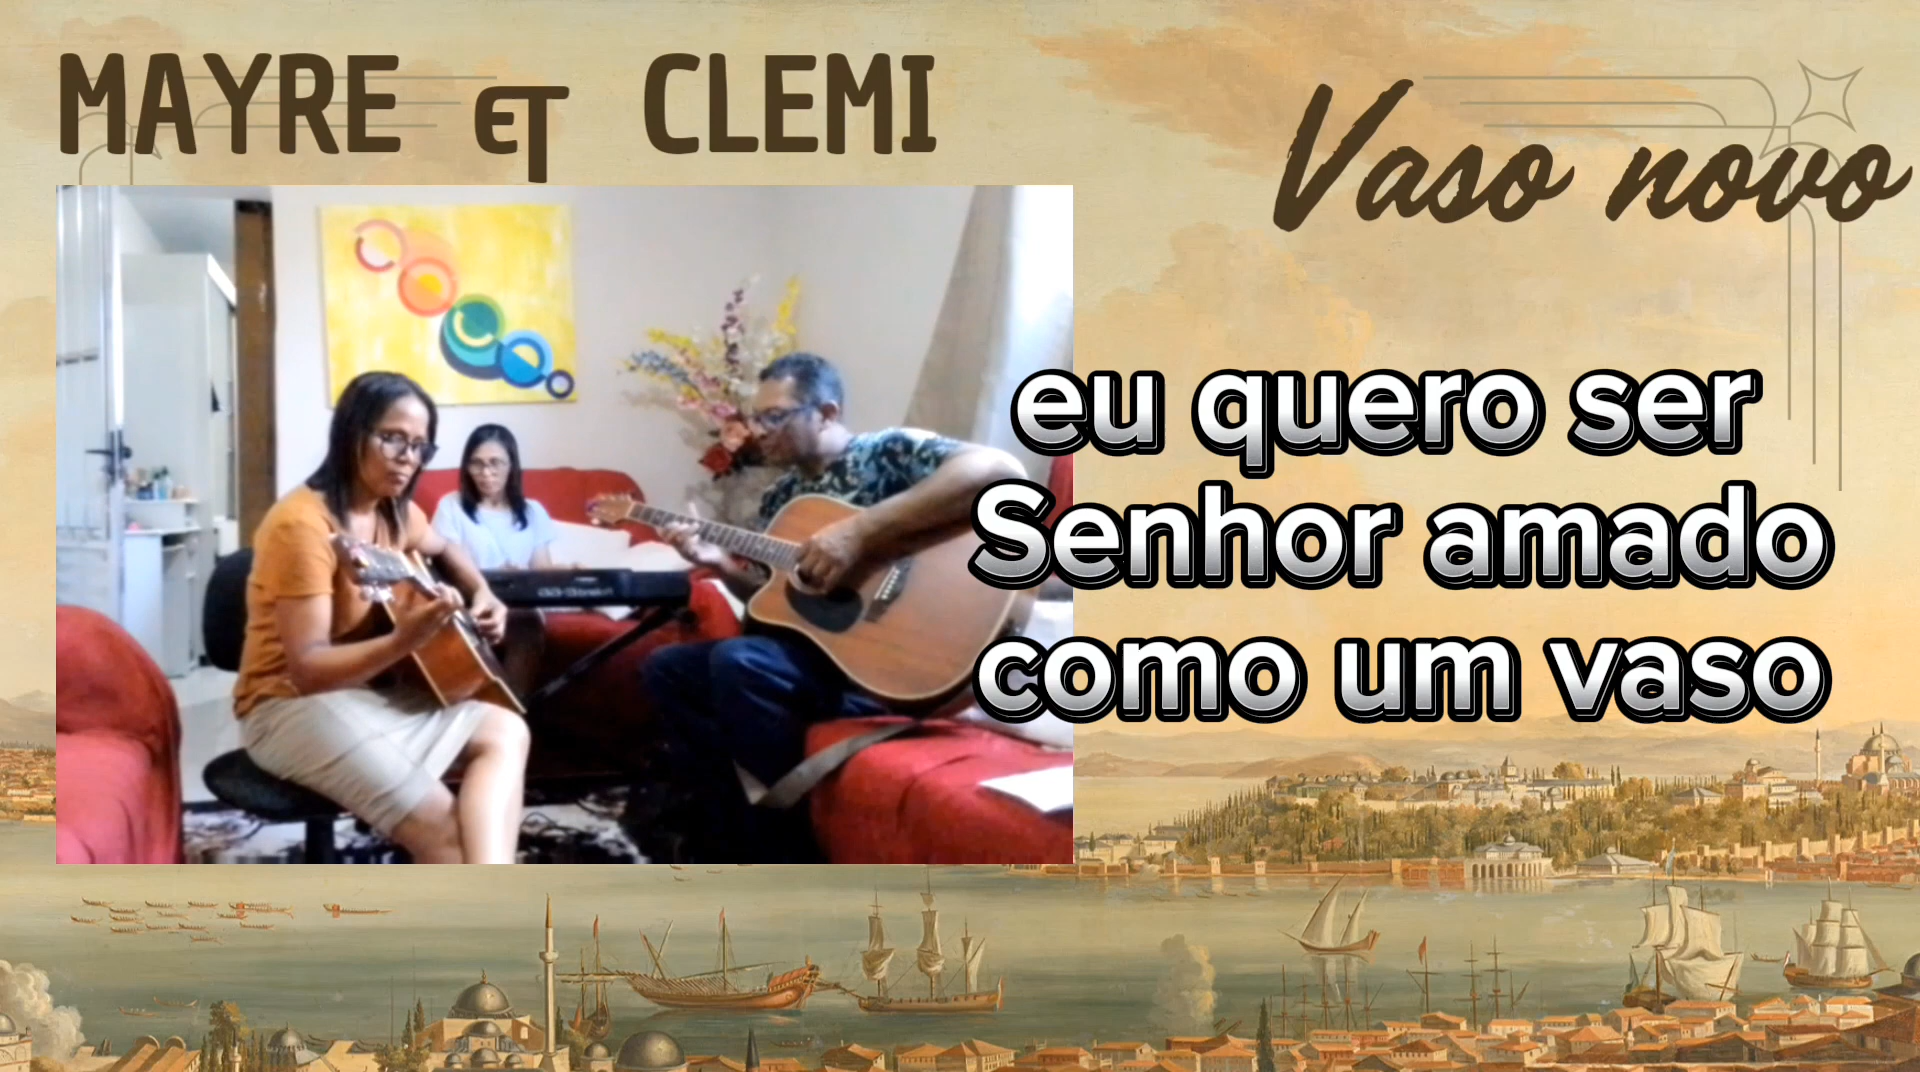 MAYRE ET CLEMI
Vaso novo
eu quero ser
Senhor amado
como um vaso